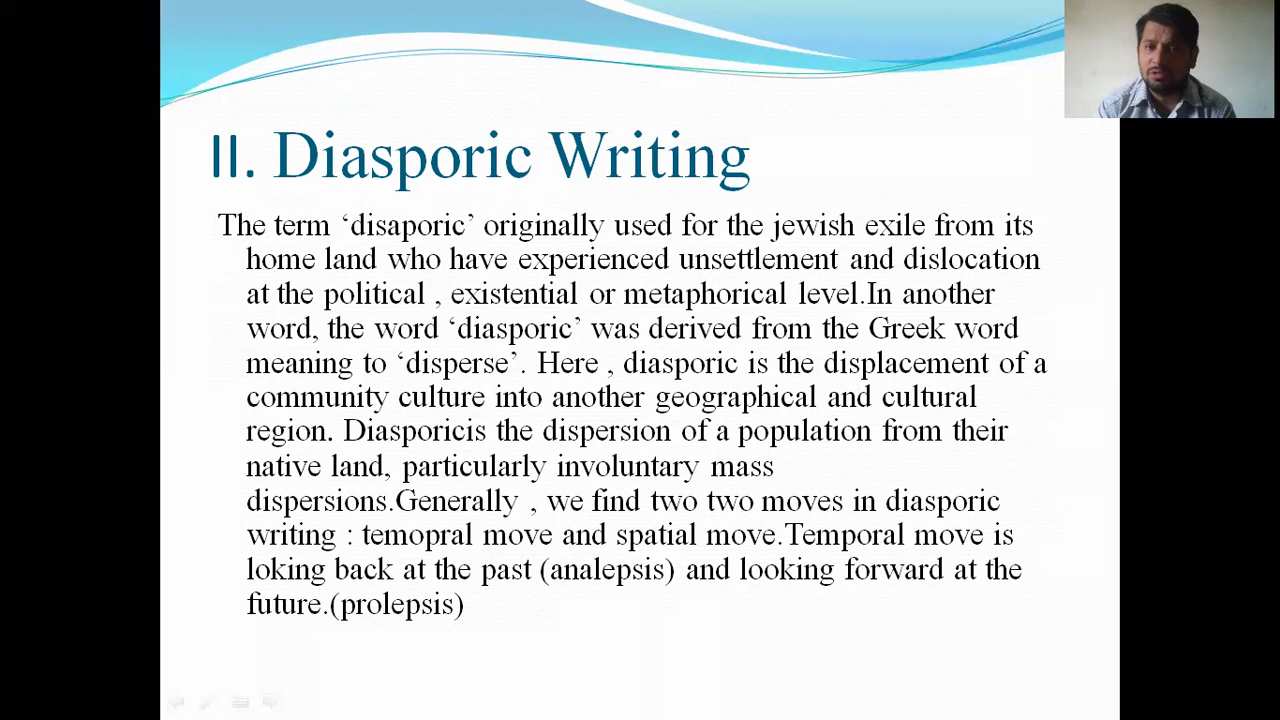 II. Diasporic Writing
The term ‘disaporic’ originally used for the jewish exile from its
home land who have experienced unsettlement and dislocation
at the political , existential or metaphorical level.In another
word, the word ‘diasporic’ was derived from the Greek word
meaning to ‘disperse’. Here , diasporic is the displacement of a
community culture into another geographical and cultural
region. Diasporicis the dispersion of a population from their
native land, particularly involuntary mass
dispersions.Generally , we find two two moves in diasporic
writing : temopral move and spatial move.Temporal move is
loking back at the past (analepsis) and looking forward at the
future.(prolepsis)